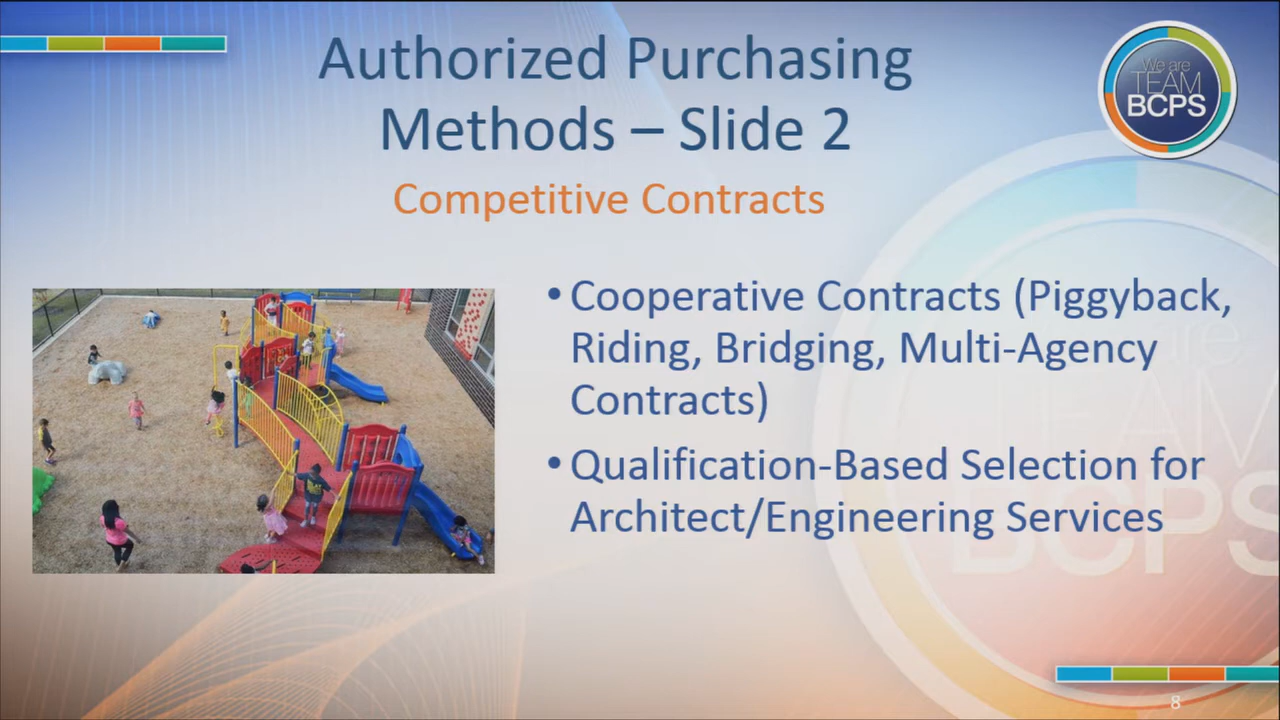 Authorized Purchasing
Methods – Slide 2
Competitive Contracts
We are
TEAM
BCPS
• Cooperative Contracts (Piggyback,
Riding, Bridging, Multi-Agency
Contracts)
• Qualification-Based Selection for
Architect/Engineering Services
8